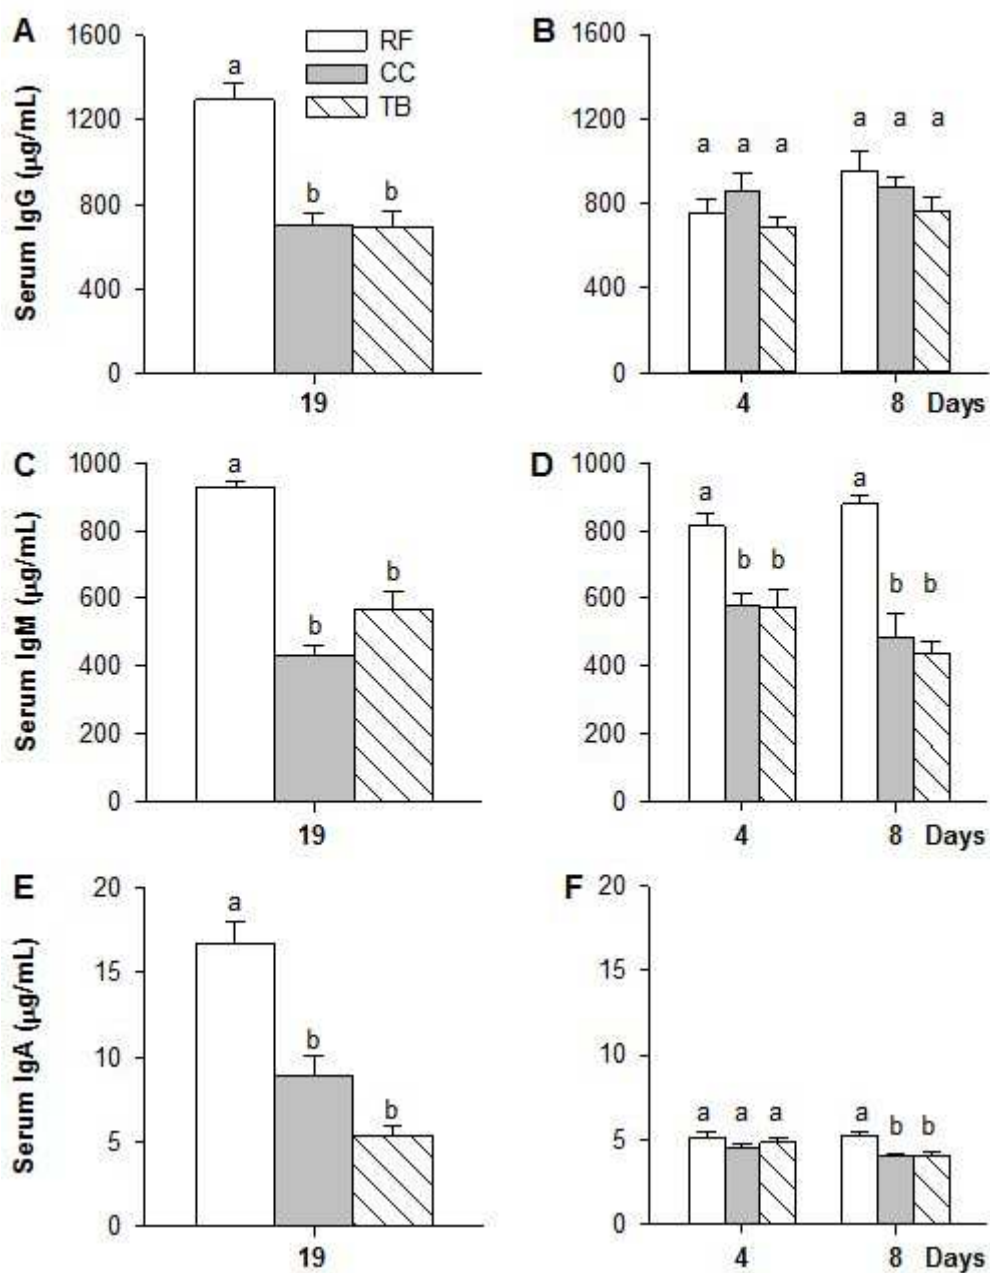 A
1600
1200
800
400
0
Serum IgG (µg/mL)
a
b
b
RF
CC
TB
19
B
1600
1200
800
400
0
a a a
a a a
4
8 Days
C
1000
800
600
400
200
0
Serum IgM (µg/mL)
a
b
b
19
D
1000
800
600
400
200
0
a
b b
a
b b
4
8 Days
E
20
15
10
5
0
Serum IgA (µg/mL)
a
b
b
19
F
20
15
10
5
0
a a a
a b b
4
8 Days